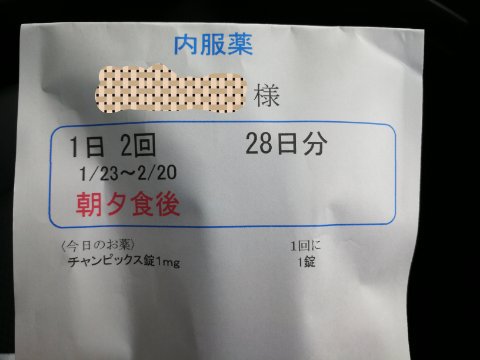 内服薬
様
1日 2回 28日分
1/23～2/20
朝夕食後
〈今日のお薬〉 1回に
チャンピックス錠1mg 1錠